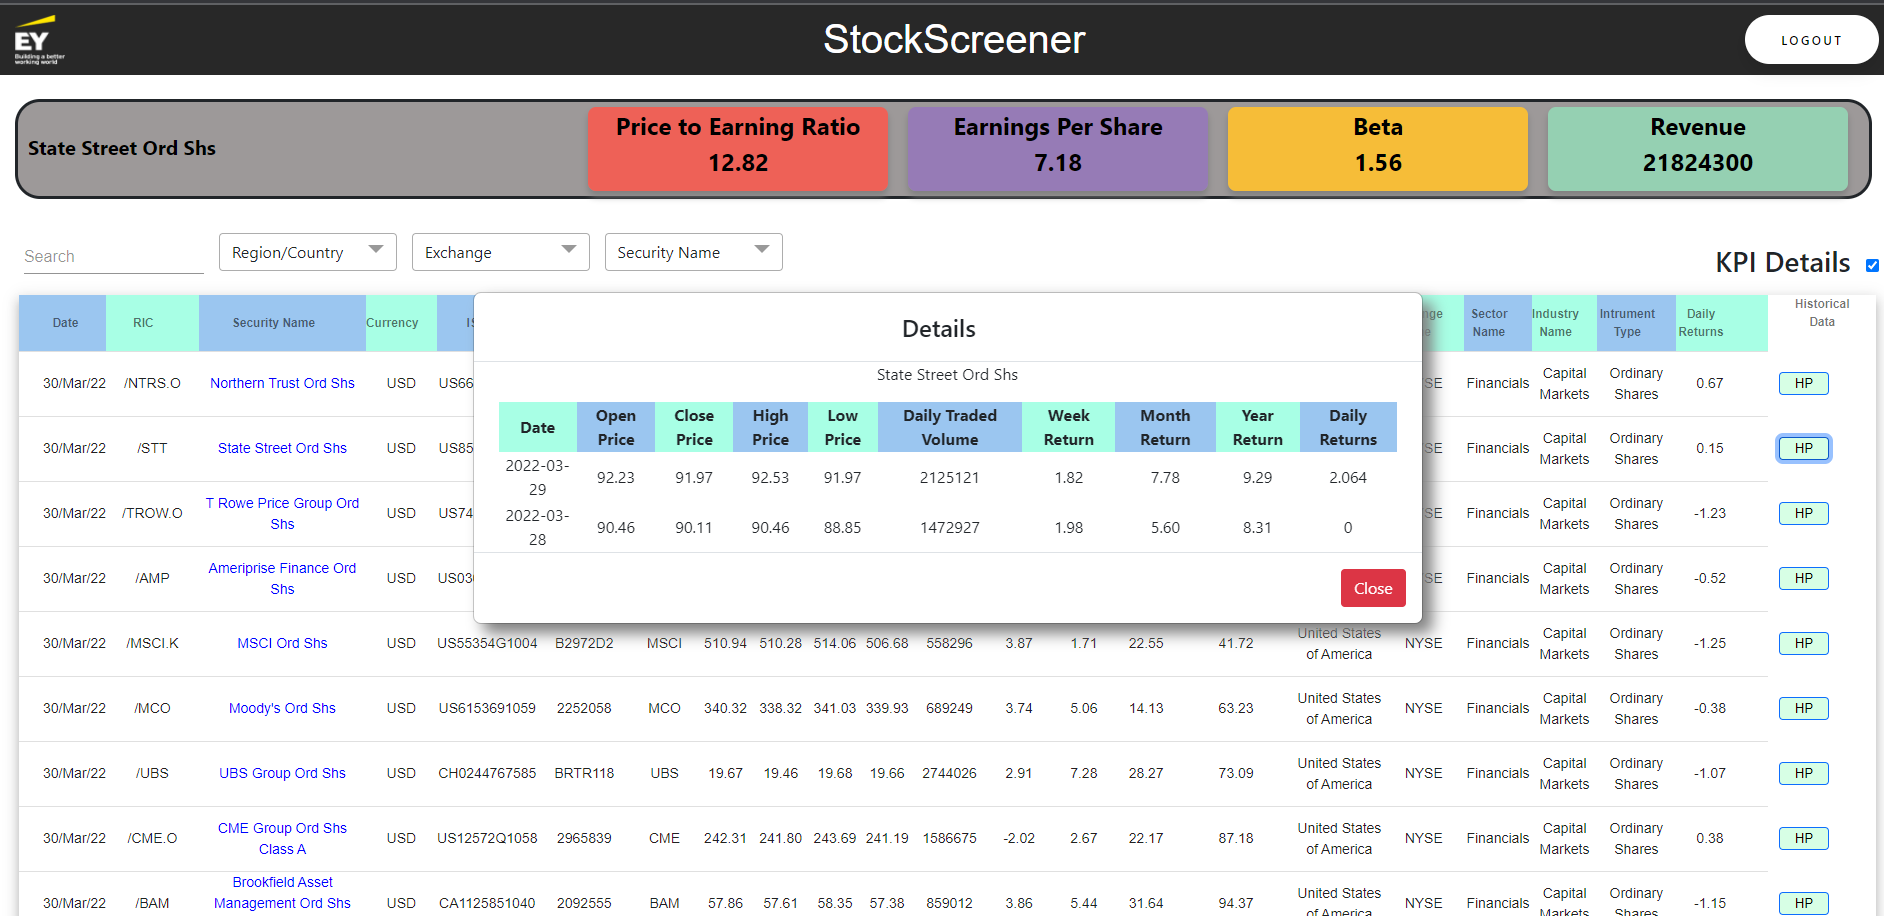 EY
Building a better
working world
StockScreener
LOGOUT
State Street Ord Shs
Price to Earning Ratio
12.82
Earnings Per Share
7.18
Beta
1.56
Revenue
21824300
Search
Region/Country
Exchange
Security Name
KPI Details
Date RIC Security Name Currency
Sector Name Industry Name Intrument Type Daily Returns Historical Data
Details
State Street Ord Shs
Date Open Price Close Price High Price Low Price Daily Traded Volume Week Return Month Return Year Return Daily Returns
2022-03-29 92.23 91.97 92.53 91.97 2125121 1.82 7.78 9.29 2.064
2022-03-28 90.46 90.11 90.46 88.85 1472927 1.98 5.60 8.31 0
Close
30/Mar/22 /NTRS.O Northern Trust Ord Shs USD US66 SE Financials Capital Markets Ordinary Shares 0.67 HP
30/Mar/22 /STT State Street Ord Shs USD US85 SE Financials Capital Markets Ordinary Shares 0.15 HP
30/Mar/22 /TROW.O T Rowe Price Group Ord Shs USD US74 SE Financials Capital Markets Ordinary Shares -1.23 HP
30/Mar/22 /AMP Ameriprise Finance Ord Shs USD US03 SE Financials Capital Markets Ordinary Shares -0.52 HP
30/Mar/22 /MSCI.K MSCI Ord Shs USD US55354G1004 B2972D2 MSCI 510.94 510.28 514.06 506.68 558296 3.87 1.71 22.55 41.72 United States of America NYSE Financials Capital Markets Ordinary Shares -1.25 HP
30/Mar/22 /MCO Moody's Ord Shs USD US6153691059 2252058 MCO 340.32 338.32 341.03 339.93 689249 3.74 5.06 14.13 63.23 United States of America NYSE Financials Capital Markets Ordinary Shares -0.38 HP
30/Mar/22 /UBS UBS Group Ord Shs USD CH0244767585 BRTR118 UBS 19.67 19.46 19.68 19.66 2744026 2.91 7.28 28.27 73.09 United States of America NYSE Financials Capital Markets Ordinary Shares -1.07 HP
30/Mar/22 /CME.O CME Group Ord Shs Class A USD US12572Q1058 2965839 CME 242.31 241.80 243.69 241.19 1586675 -2.02 2.67 22.17 87.18 United States of America NYSE Financials Capital Markets Ordinary Shares 0.38 HP
30/Mar/22 /BAM Brookfield Asset Management Ord Shs USD CA1125851040 2092555 BAM 57.86 57.61 58.35 57.38 859012 3.86 5.44 31.64 94.37 United States of America NYSE Financials Capital Markets Ordinary Shares -1.15 HP